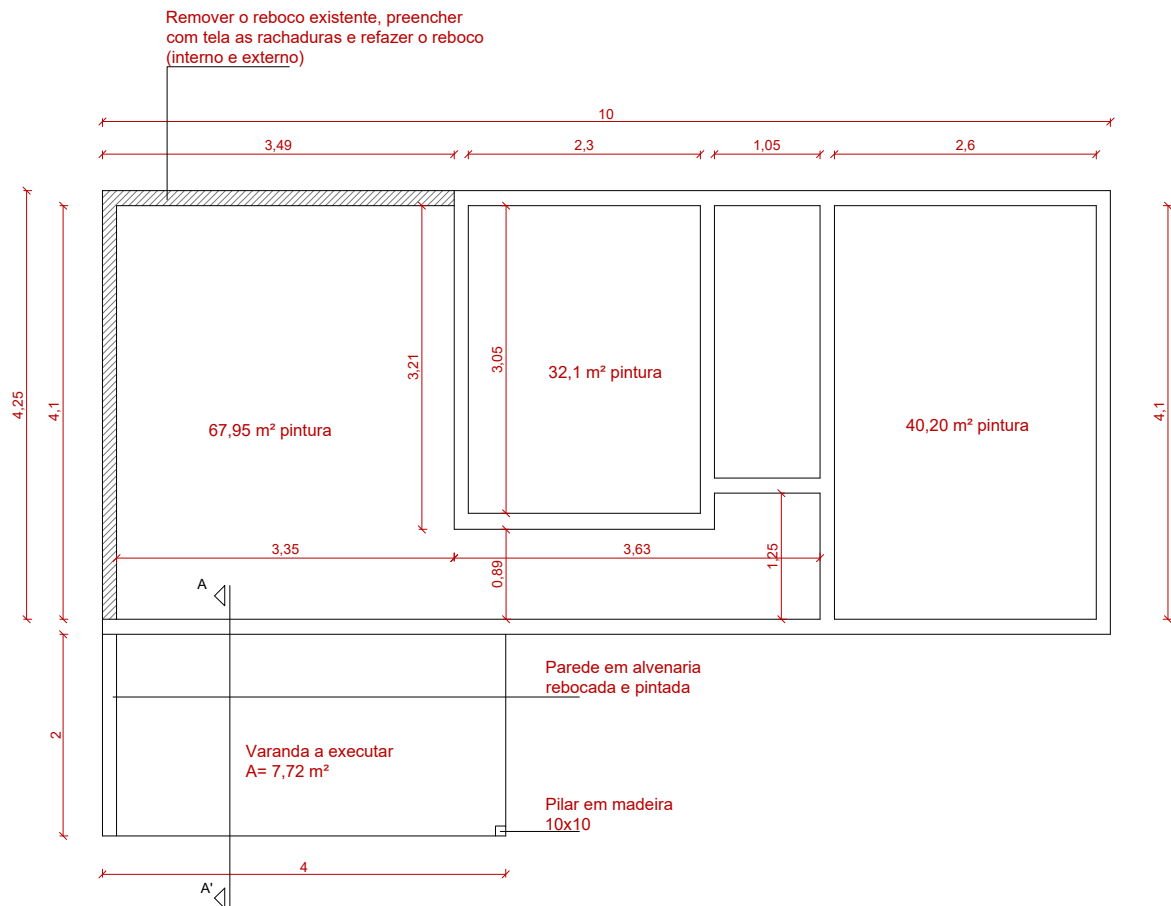 Remover o reboco existente, preencher
com tela as rachaduras e refazer o reboco
(interno e externo)
10
3,49
2,3
1,05
2,6
4,25
4,1
3,21
3,05
4,1
32,1 m² pintura
67,95 m² pintura
40,20 m² pintura
3,35
3,63
0,89
1,25
A
Parede em alvenaria
rebocada e pintada
2
Varanda a executar
A= 7,72 m²
Pilar em madeira
10x10
4
A'